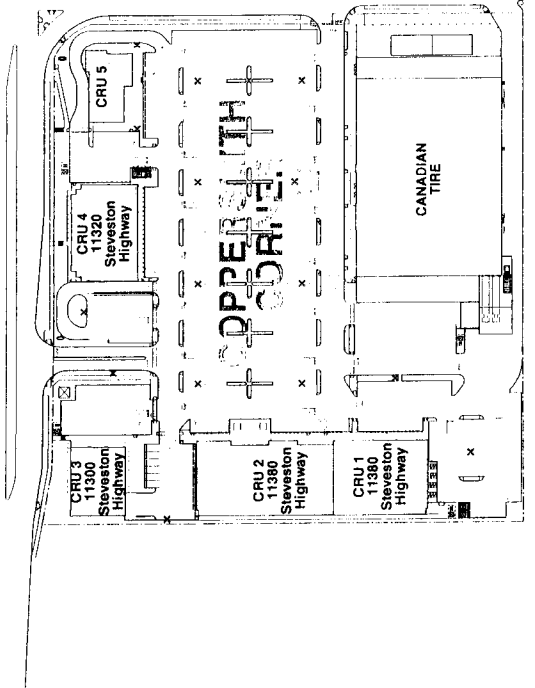 CRU 5
CRU 4
11320
Steveston
Highway
CRU 3
11300
Steveston
Highway
CRU 2
11380
Steveston
Highway
CRU 1
11380
Steveston
Highway
CANADIAN
TIRE